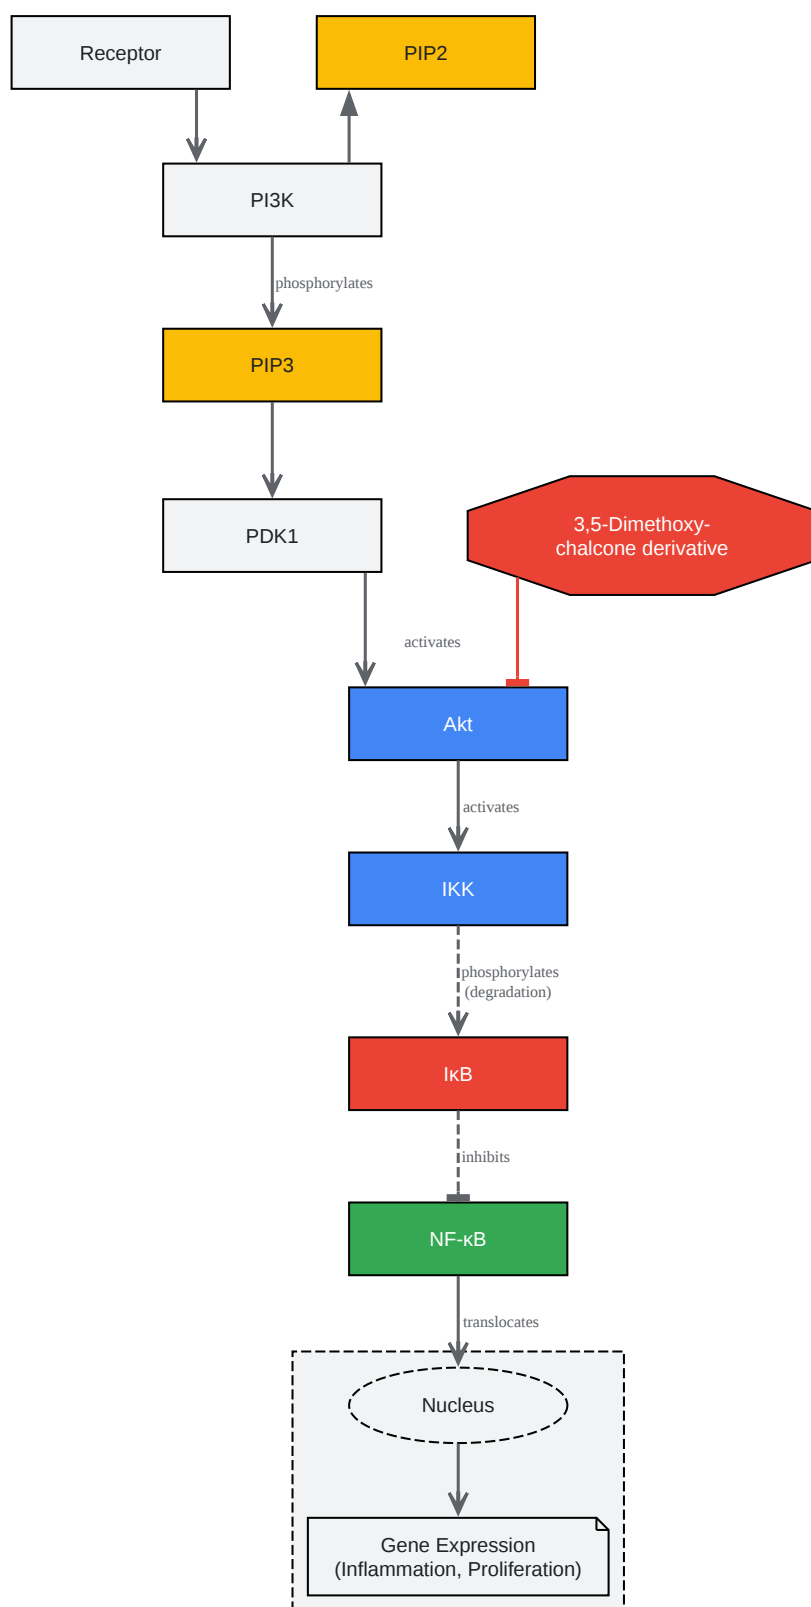 Receptor
PIP2
PI3K
phosphorylates
PIP3
PDK1
3,5-Dimethoxy-
chalcone derivative
activates
Akt
activates
IKK
phosphorylates
(degradation)
IκB
inhibits
NF-κB
translocates
Nucleus
Gene Expression
(Inflammation, Proliferation)